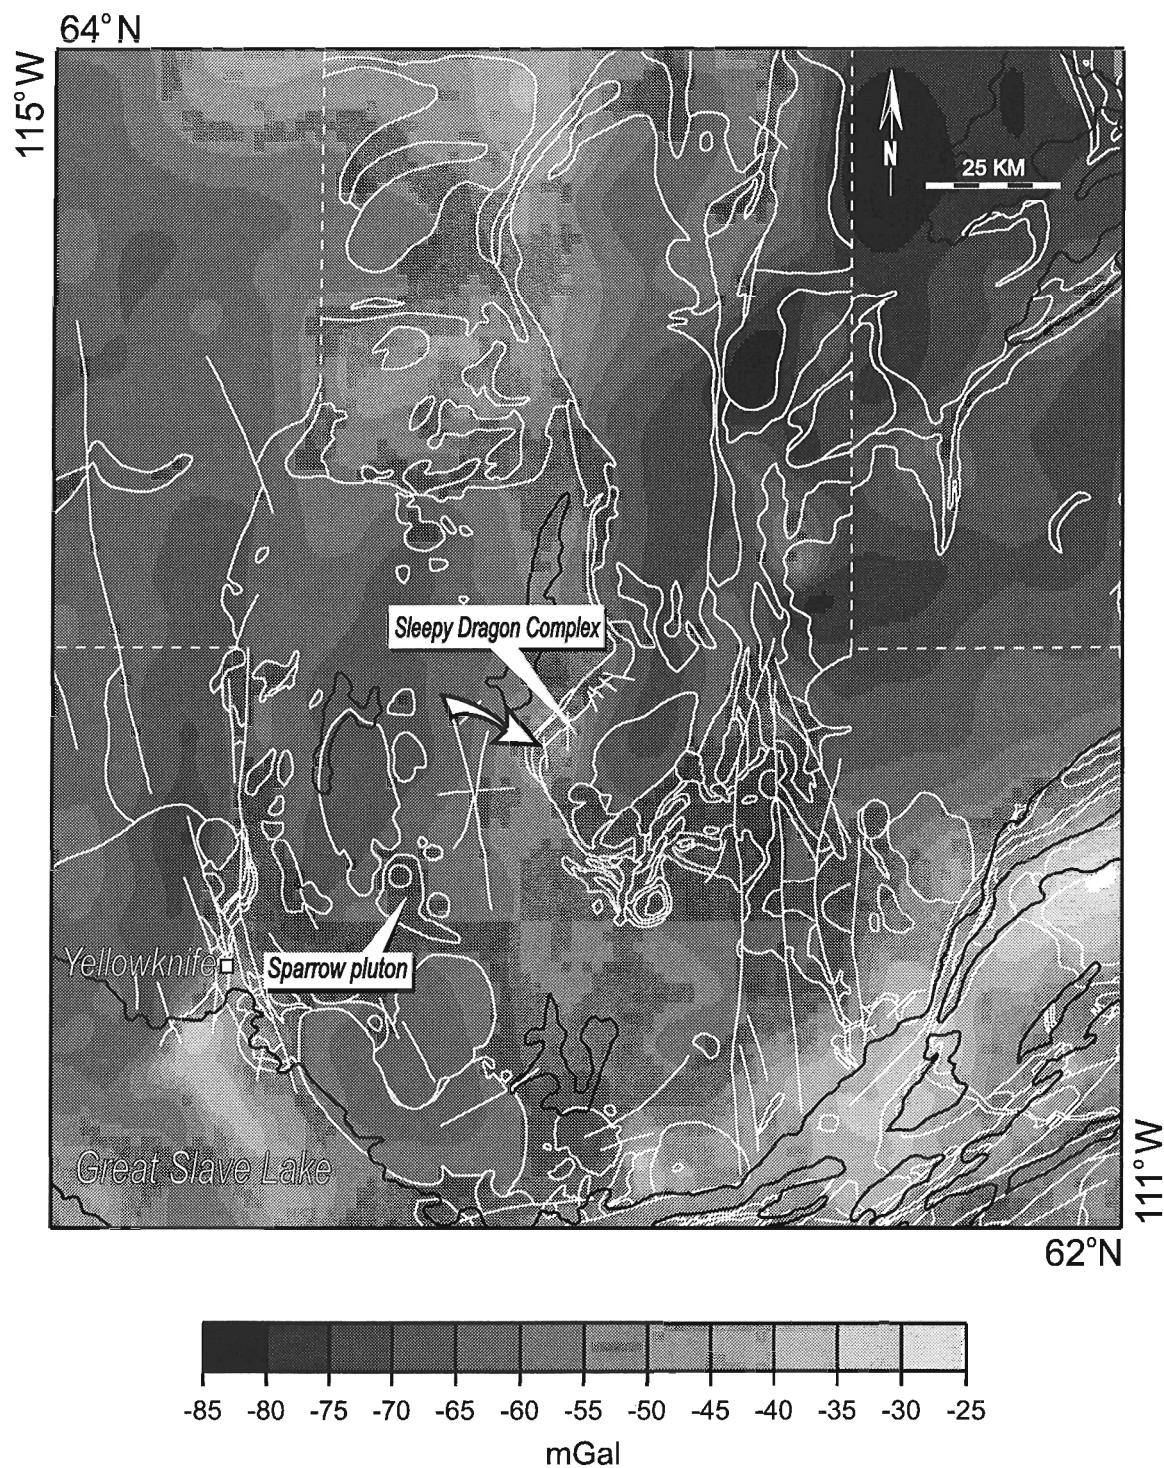 64°N
115°W
N
25 KM
Sleepy Dragon Complex
Yellowknife
Sparrow pluton
Great Slave Lake
111°W
62°N
-85 -80 -75 -70 -65 -60 -55 -50 -45 -40 -35 -30 -25
mGal